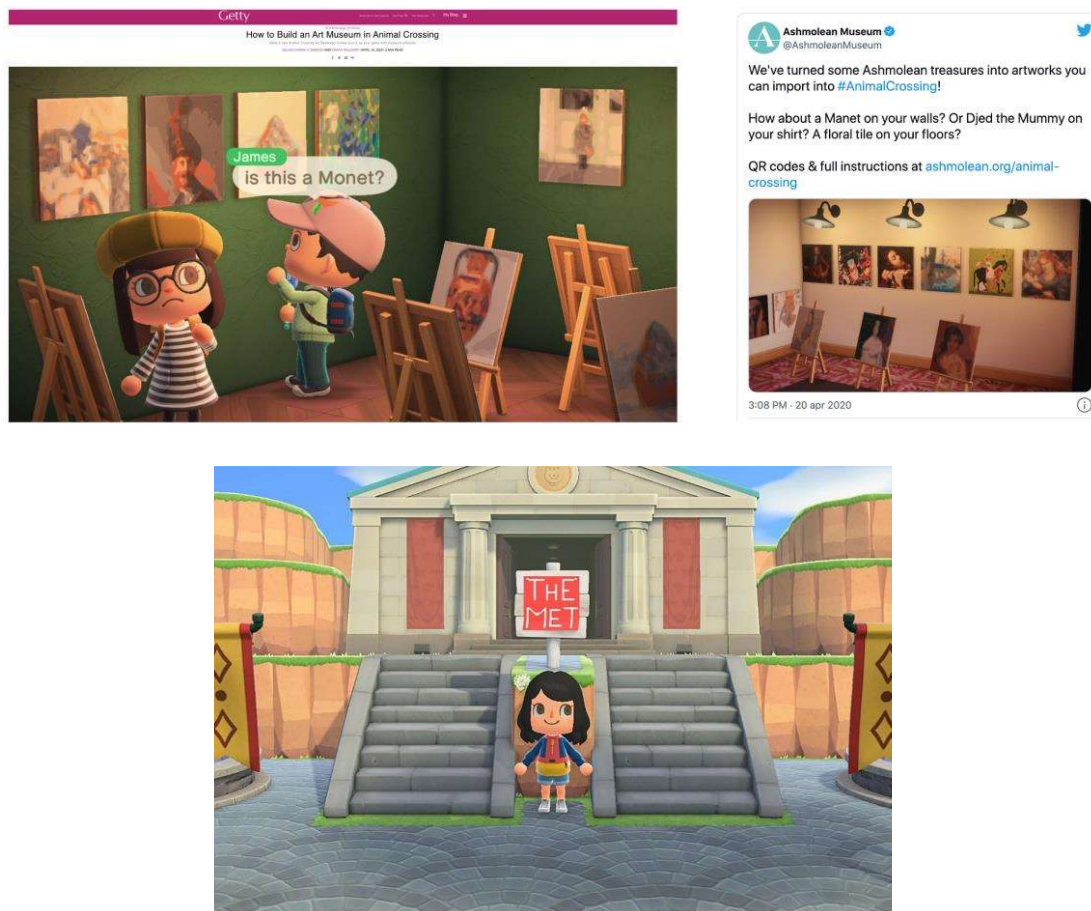 Getty
How to Build an Art Museum in Animal Crossing
James
is this a Monet?
Ashmolean Museum
@AshmoleanMuseum
We've turned some Ashmolean treasures into artworks you
can import into #AnimalCrossing!
How about a Manet on your walls? Or Djed the Mummy on
your shirt? A floral tile on your floors?
QR codes & full instructions at ashmolean.org/animal-
crossing
3:08 PM · 20 apr 2020
THE
MET